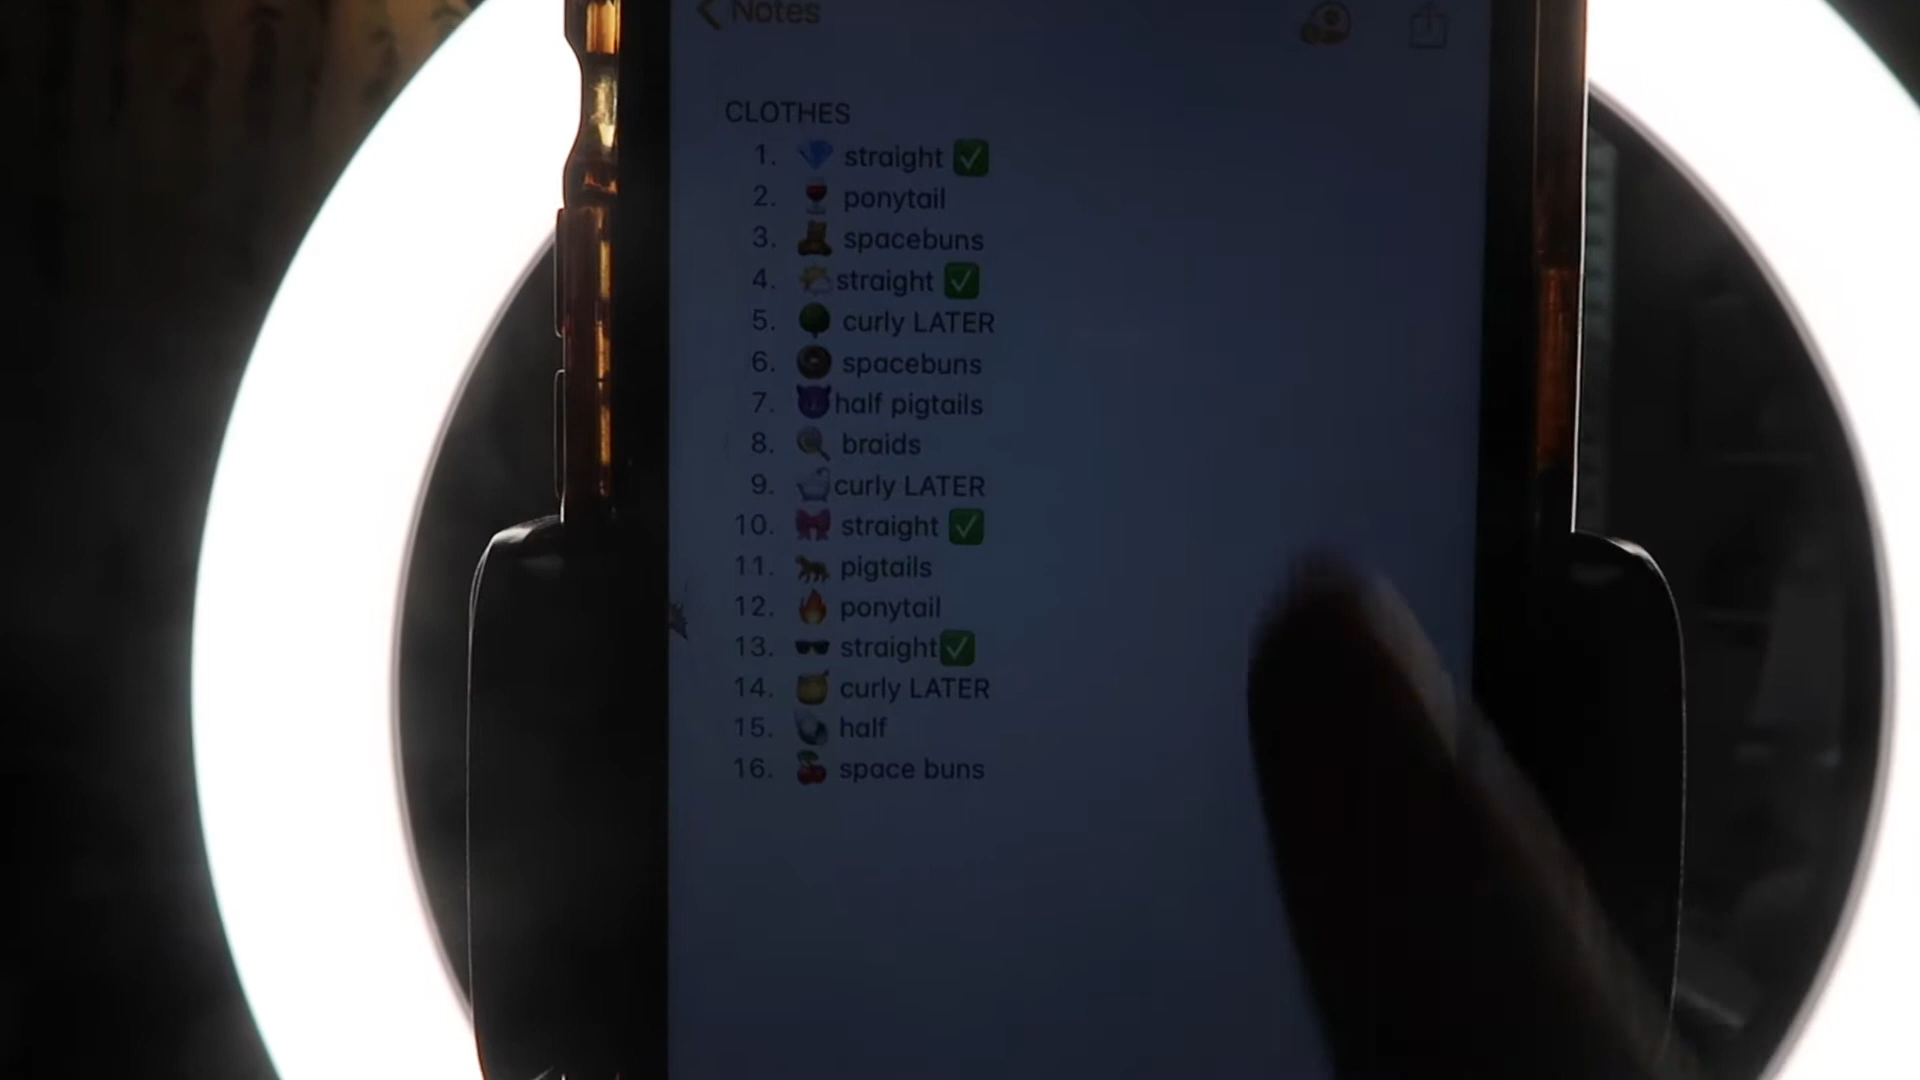 Notes
CLOTHES
1. 💎 straight ✅
2. 🍷 ponytail
3. 🧸 spacebuns
4. 🌤️straight ✅
5. 🌳 curly LATER
6. 🍩 spacebuns
7. 😈half pigtails
8. 🍭 braids
9. 🛁curly LATER
10. 🎀 straight ✅
11. 🐆 pigtails
12. 🔥 ponytail
13. 🕶️ straight✅
14. 🍯 curly LATER
15. half
16. 🍒 space buns